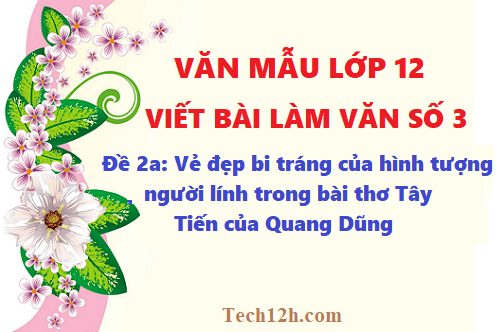 VĂN MẪU LỚP 12
VIẾT BÀI LÀM VĂN SỐ 3
Đề 2a: Vẻ đẹp bi tráng của hình tượng
người lính trong bài thơ Tây
Tiến của Quang Dũng
Tech12h.com